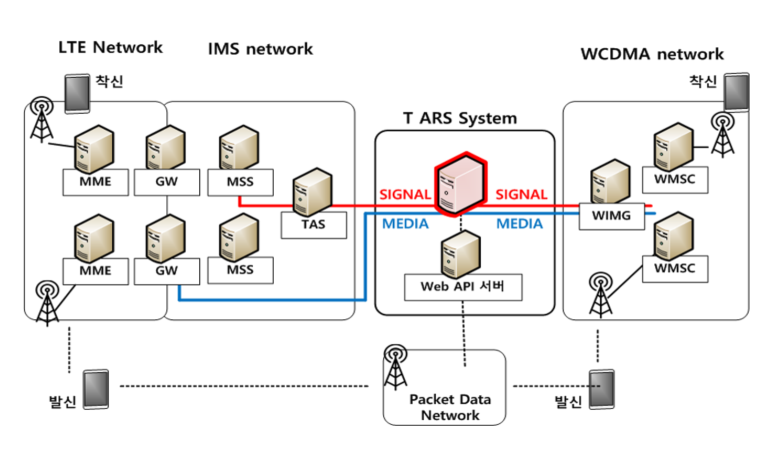 LTE Network
IMS network
WCDMA network
착신
착신
T ARS System
MME
GW
MSS
TAS
SIGNAL
SIGNAL
MEDIA
MEDIA
WIMG
WMSC
MME
GW
MSS
WMSC
Web API 서버
발신
Packet Data
Network
발신